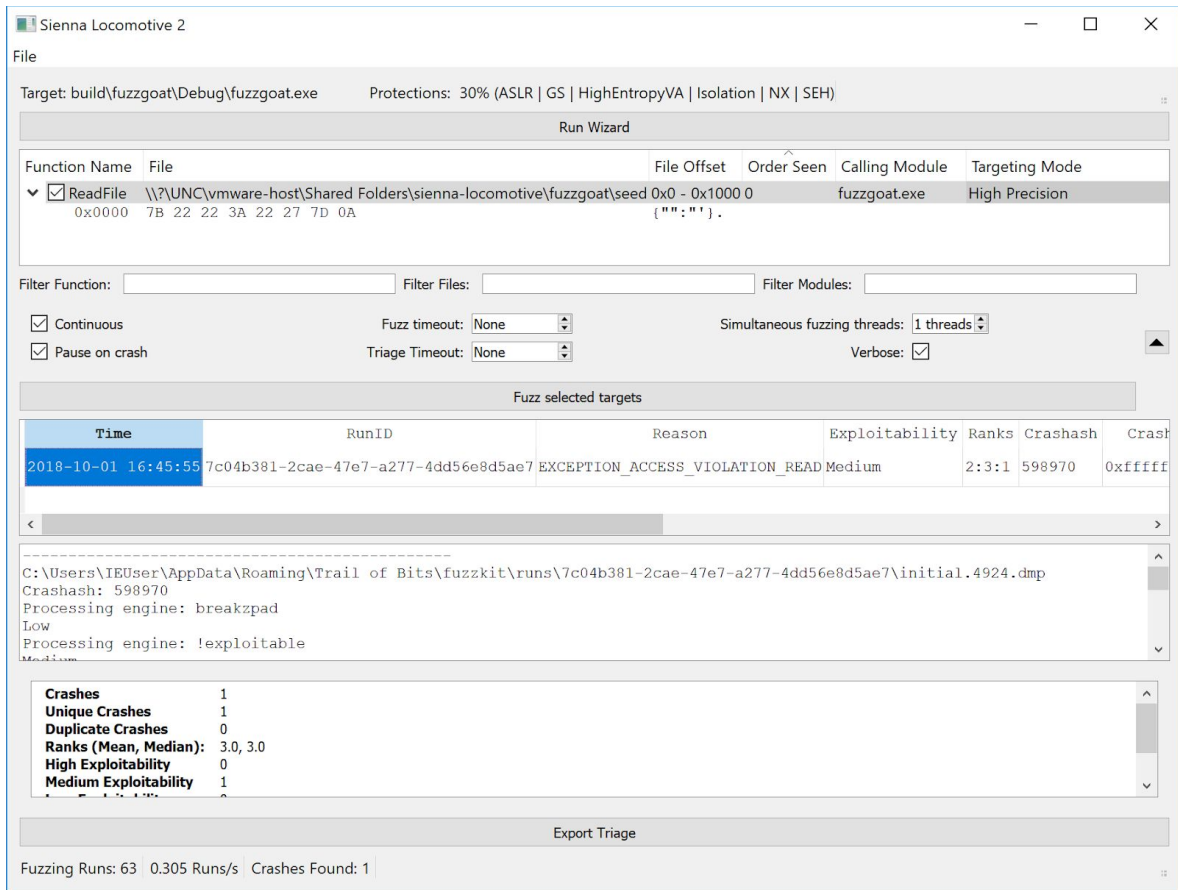 Sienna Locomotive 2
File
Target: build\fuzzgoat\Debug\fuzzgoat.exe Protections: 30% (ASLR | GS | HighEntropyVA | Isolation | NX | SEH)
Run Wizard
Function Name File File Offset Order Seen Calling Module Targeting Mode
ReadFile \\?\UNC\vmware-host\Shared Folders\sienna-locomotive\fuzzgoat\seed 0x0 - 0x1000 0 fuzzgoat.exe High Precision
0x0000 7B 22 22 3A 22 27 7D 0A {"":"'}.
Filter Function: Filter Files: Filter Modules:
Continuous Fuzz timeout: None Simultaneous fuzzing threads: 1 threads
Pause on crash Triage Timeout: None Verbose:
Fuzz selected targets
Time RunID Reason Exploitability Ranks Crashash Crash
2018-10-01 16:45:55 7c04b381-2cae-47e7-a277-4dd56e8d5ae7 EXCEPTION_ACCESS_VIOLATION_READ Medium 2:3:1 598970 0xfffff
-----------------------------------------------
C:\Users\IEUser\AppData\Roaming\Trail of Bits\fuzzkit\runs\7c04b381-2cae-47e7-a277-4dd56e8d5ae7\initial.4924.dmp
Crashash: 598970
Processing engine: breakzpad
Low
Processing engine: !exploitable
Medium
Crashes 1
Unique Crashes 1
Duplicate Crashes 0
Ranks (Mean, Median): 3.0, 3.0
High Exploitability 0
Medium Exploitability 1
Export Triage
Fuzzing Runs: 63 0.305 Runs/s Crashes Found: 1